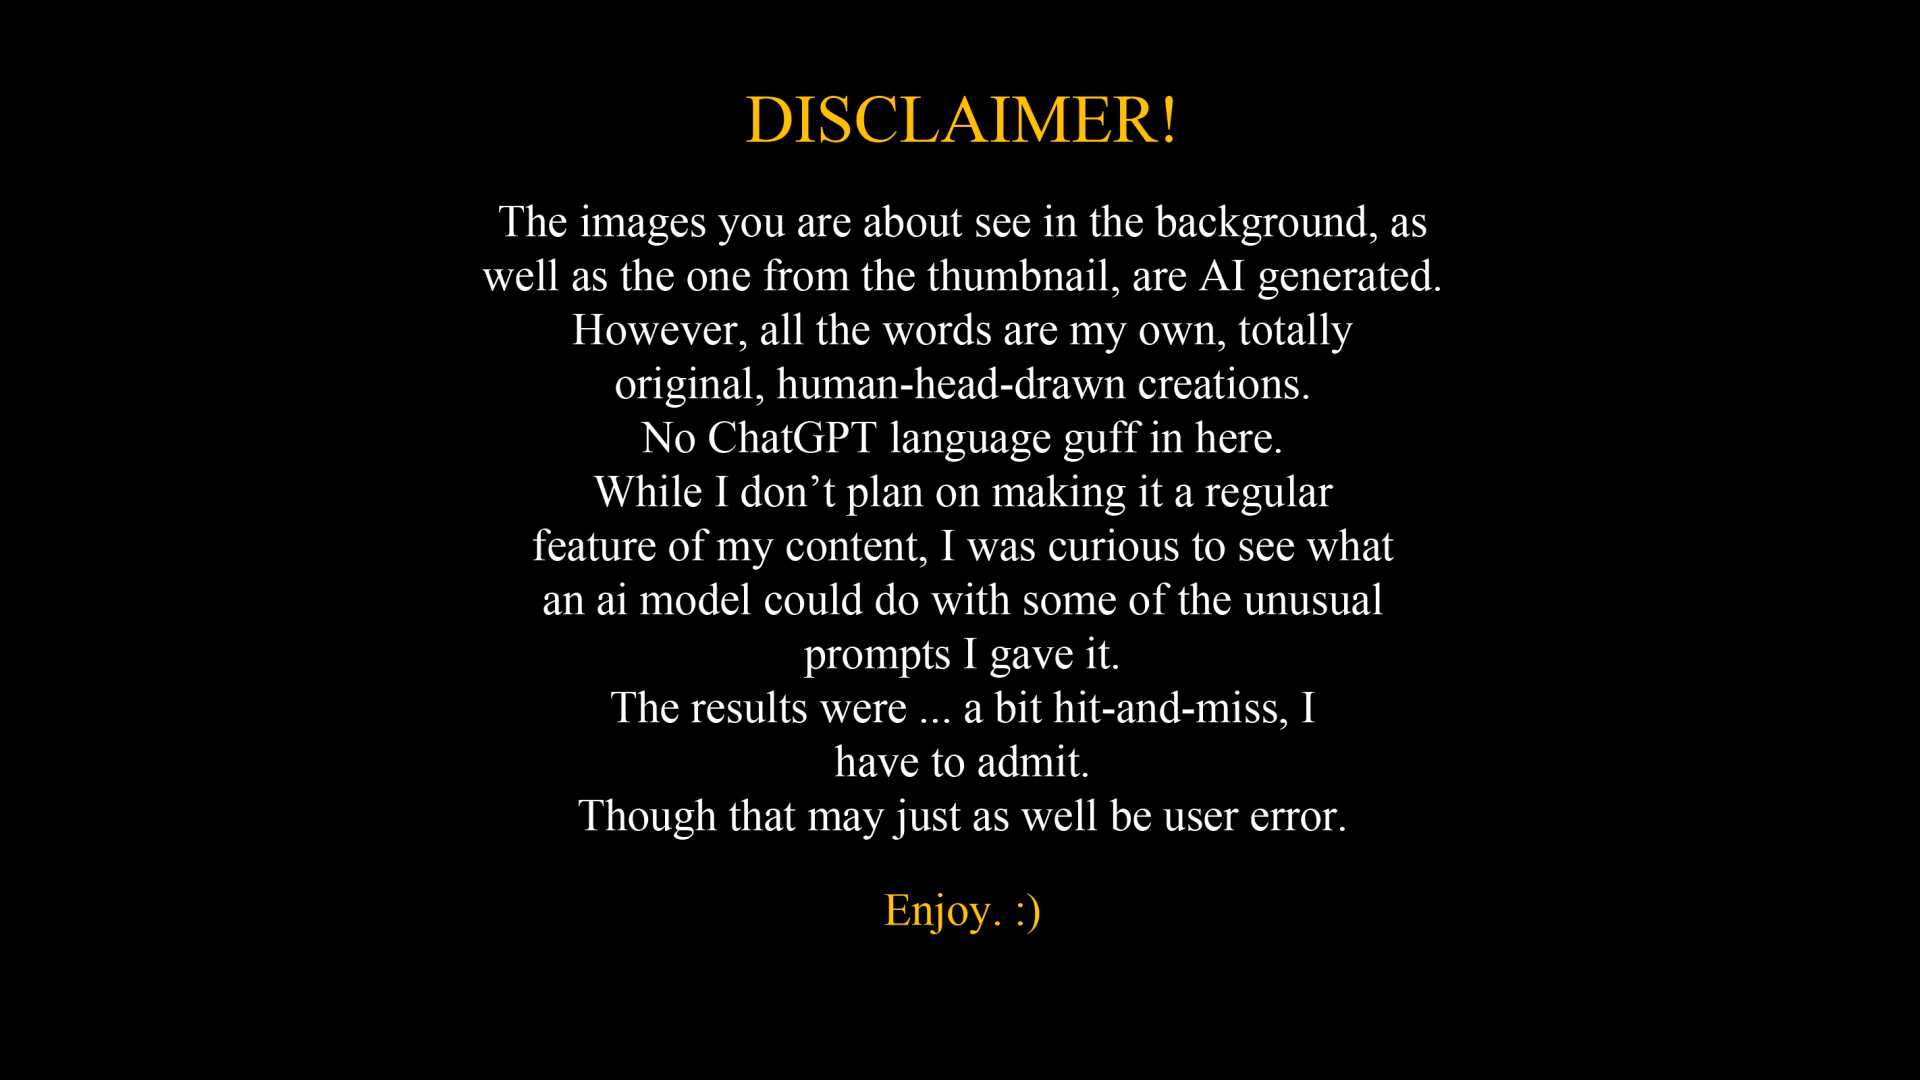 DISCLAIMER!
The images you are about see in the background, as
well as the one from the thumbnail, are AI generated.
However, all the words are my own, totally
original, human-head-drawn creations.
No ChatGPT language guff in here.
While I don’t plan on making it a regular
feature of my content, I was curious to see what
an ai model could do with some of the unusual
prompts I gave it.
The results were ... a bit hit-and-miss, I
have to admit.
Though that may just as well be user error.
Enjoy. :)